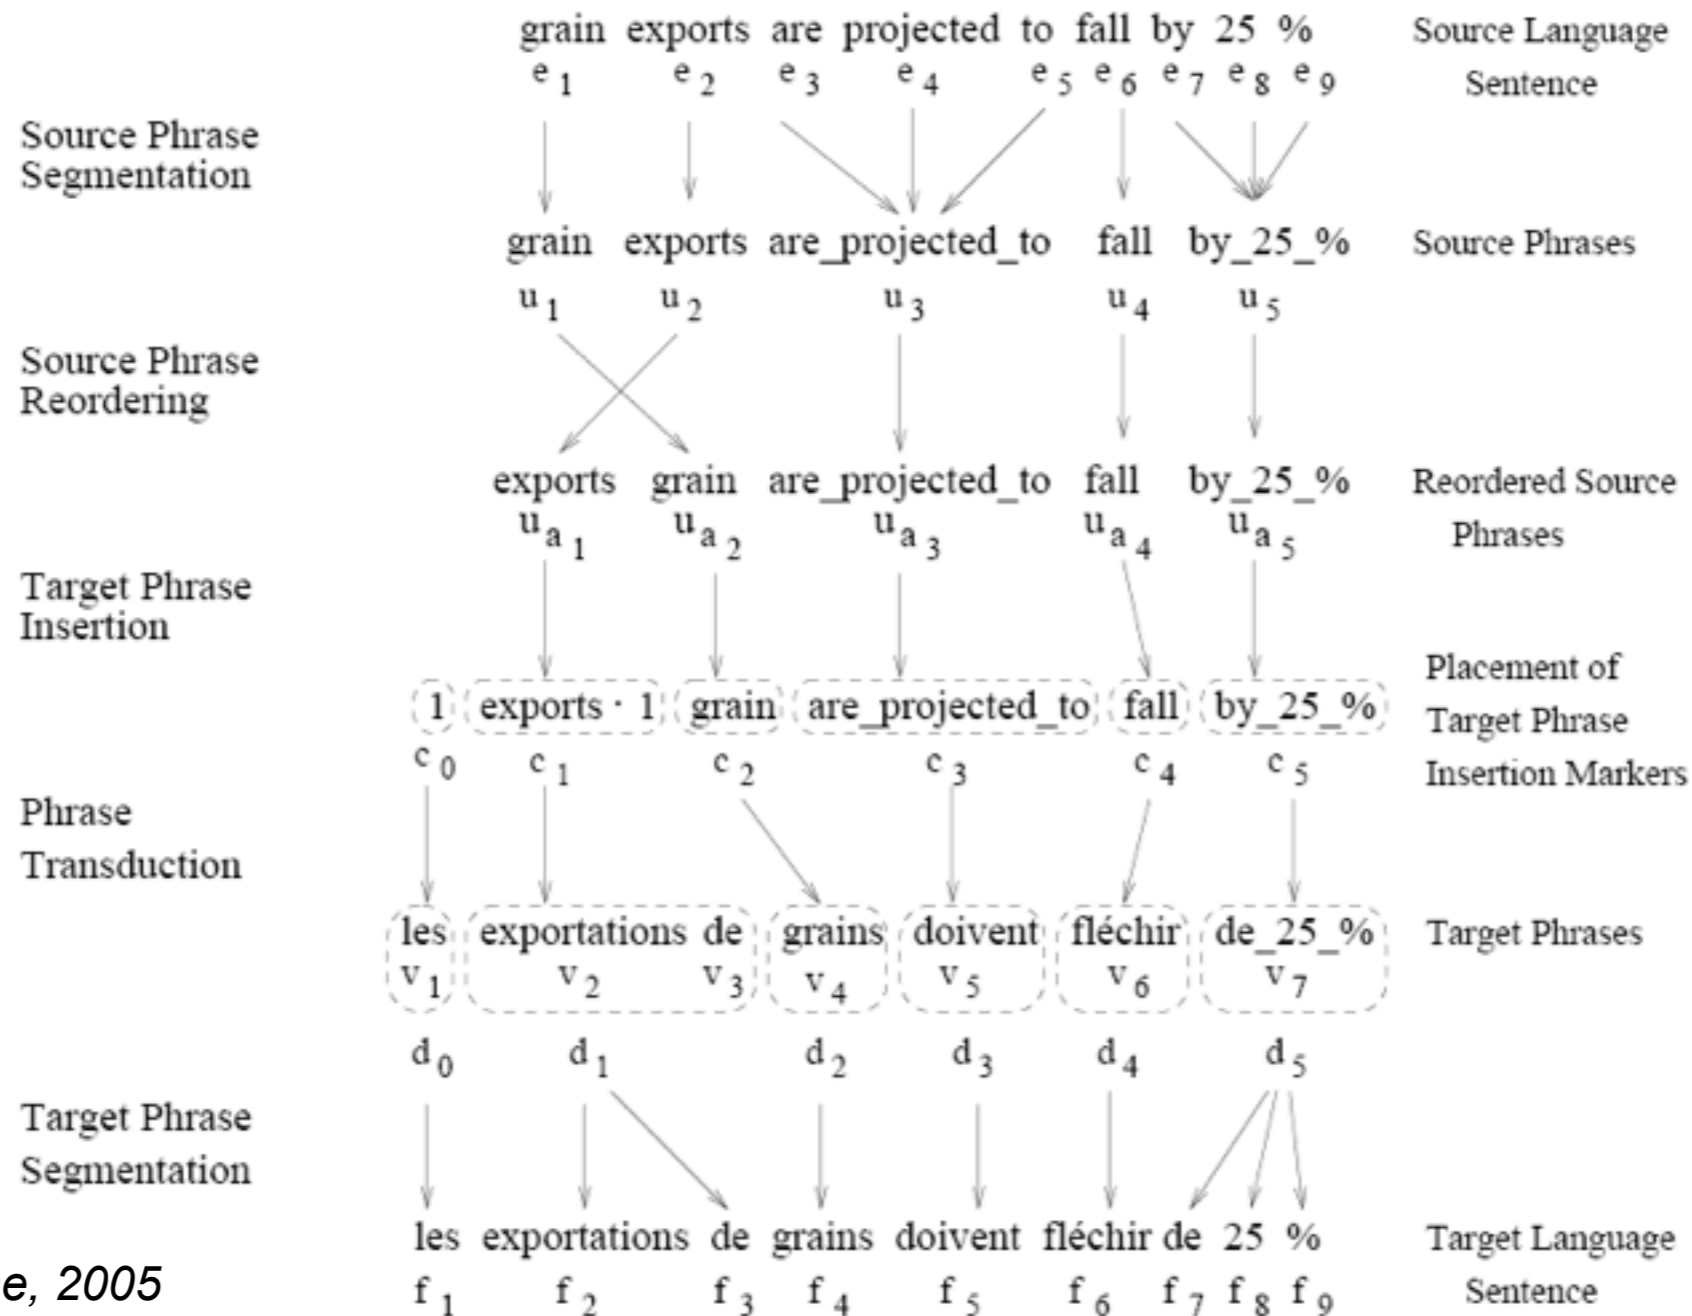 grain exports are projected to fall by 25 % Source Language
e 1 e 2 e 3 e 4 e 5 e 6 e 7 e 8 e 9 Sentence
Source Phrase
Segmentation
grain exports are_projected_to fall by_25_% Source Phrases
u 1 u 2 u 3 u 4 u 5
Source Phrase
Reordering
exports grain are_projected_to fall by_25_% Reordered Source
u a 1 u a 2 u a 3 u a 4 u a 5 Phrases
Target Phrase
Insertion
Placement of
1 exports · 1 grain are_projected_to fall by_25_% Target Phrase
c 0 c 1 c 2 c 3 c 4 c 5 Insertion Markers
Phrase
Transduction
les exportations de grains doivent fléchir de_25_% Target Phrases
v 1 v 2 v 3 v 4 v 5 v 6 v 7
d 0 d 1 d 2 d 3 d 4 d 5
Target Phrase
Segmentation
les exportations de grains doivent fléchir de 25 % Target Language
f 1 f 2 f 3 f 4 f 5 f 6 f 7 f 8 f 9 Sentence
e, 2005